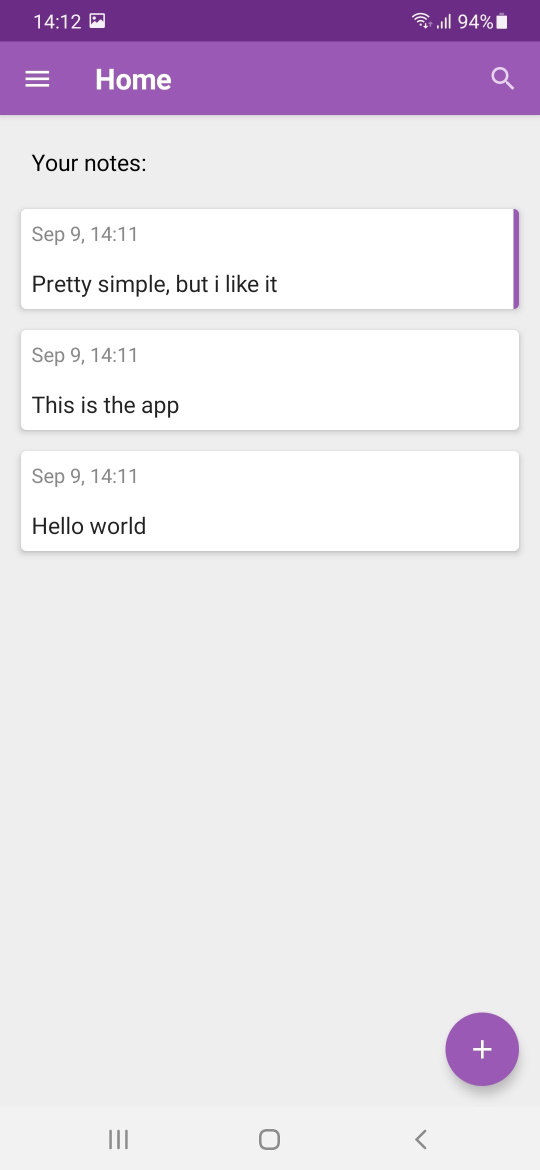 14:12 94%
Home
Your notes:
Sep 9, 14:11
Pretty simple, but i like it
Sep 9, 14:11
This is the app
Sep 9, 14:11
Hello world